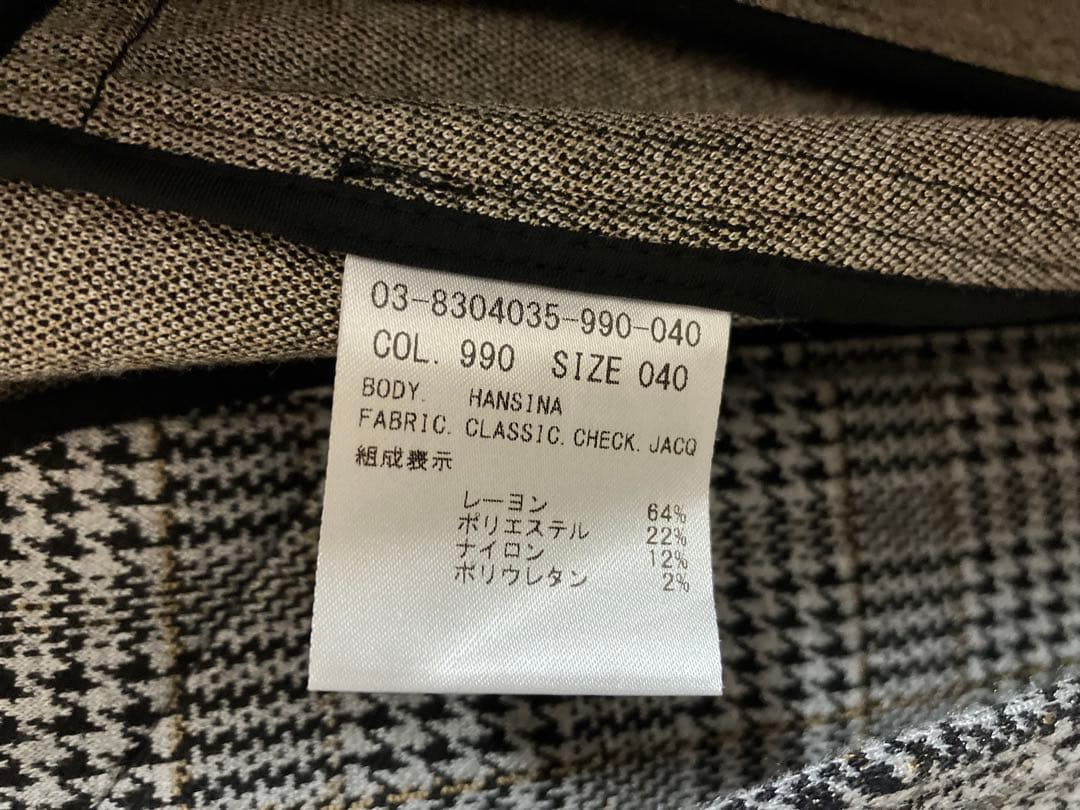 03-8304035-990-040
COL. 990 SIZE 040
BODY. HANSINA
FABRIC. CLASSIC. CHECK. JACQ
組成表示
レーヨン 64%
ポリエステル 22%
ナイロン 12%
ポリウレタン 2%